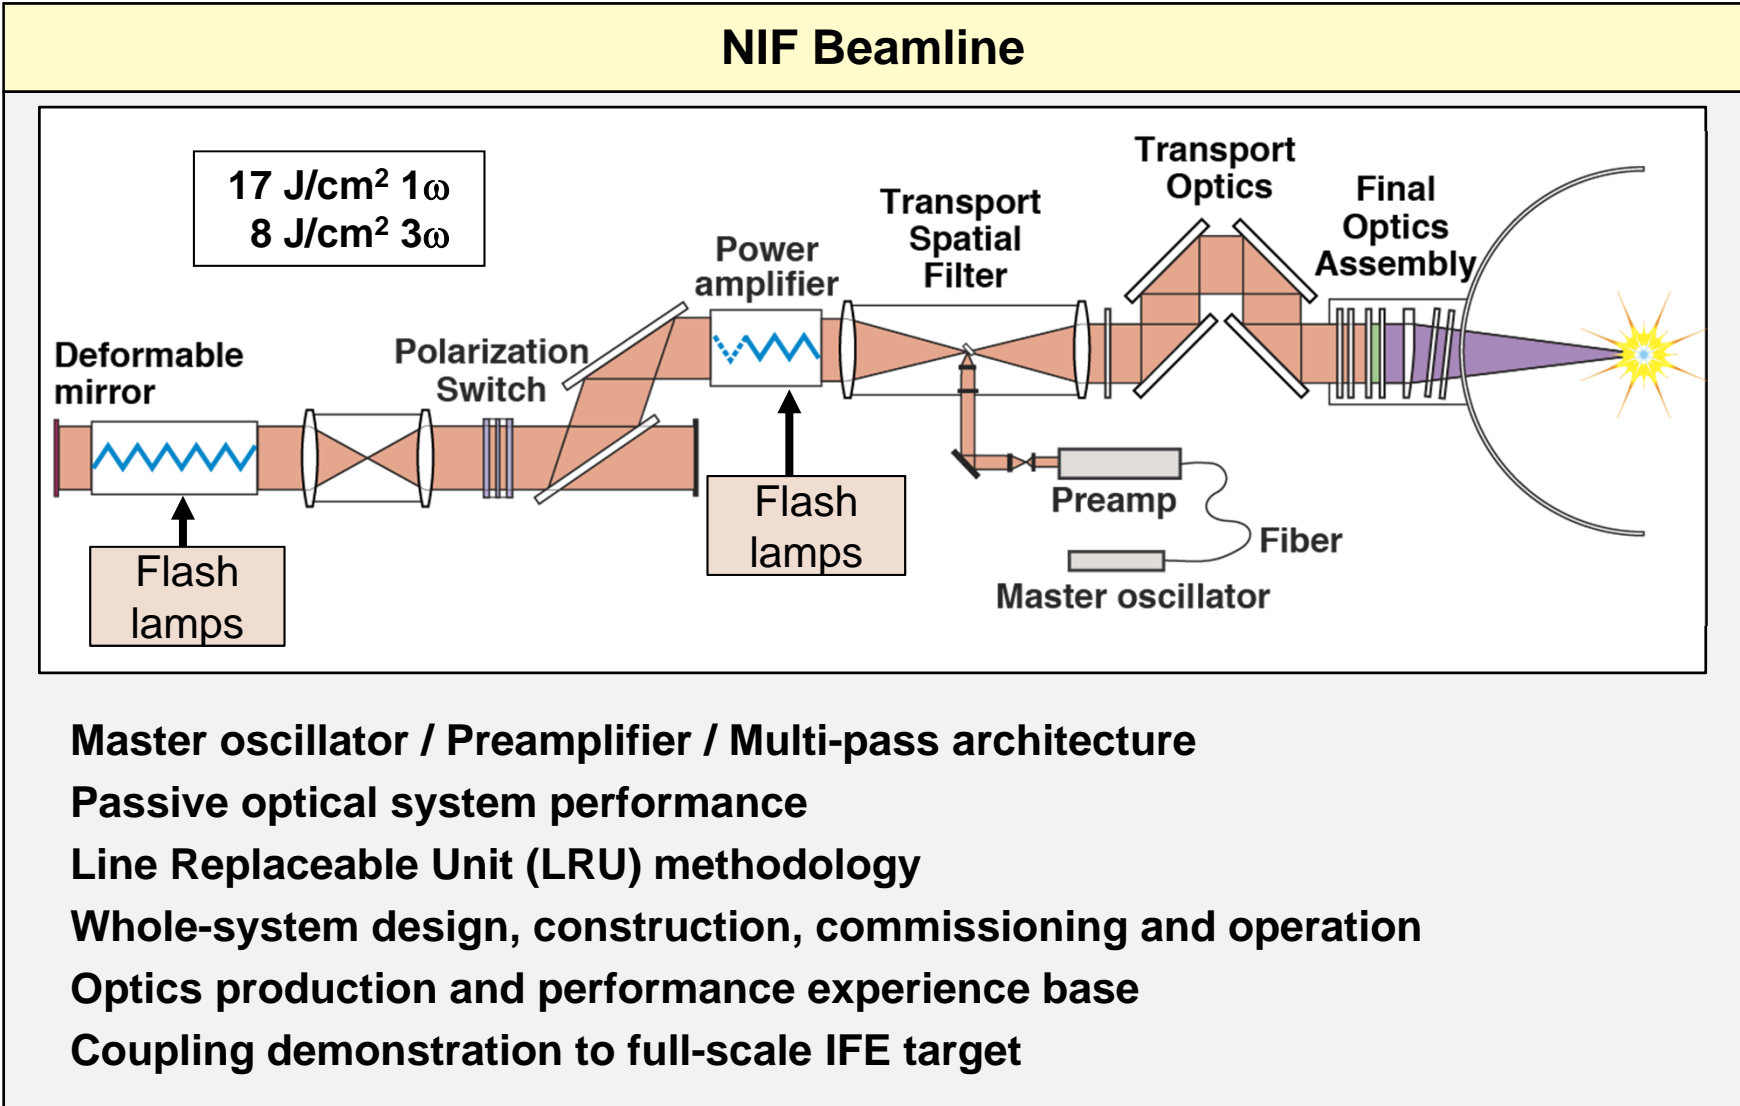 NIF Beamline
17 J/cm² 1ω
8 J/cm² 3ω
Deformable
mirror
Flash
lamps
Polarization
Switch
Power
amplifier
Flash
lamps
Transport
Spatial
Filter
Transport
Optics
Final
Optics
Assembly
Preamp
Fiber
Master oscillator
Master oscillator / Preamplifier / Multi-pass architecture
Passive optical system performance
Line Replaceable Unit (LRU) methodology
Whole-system design, construction, commissioning and operation
Optics production and performance experience base
Coupling demonstration to full-scale IFE target